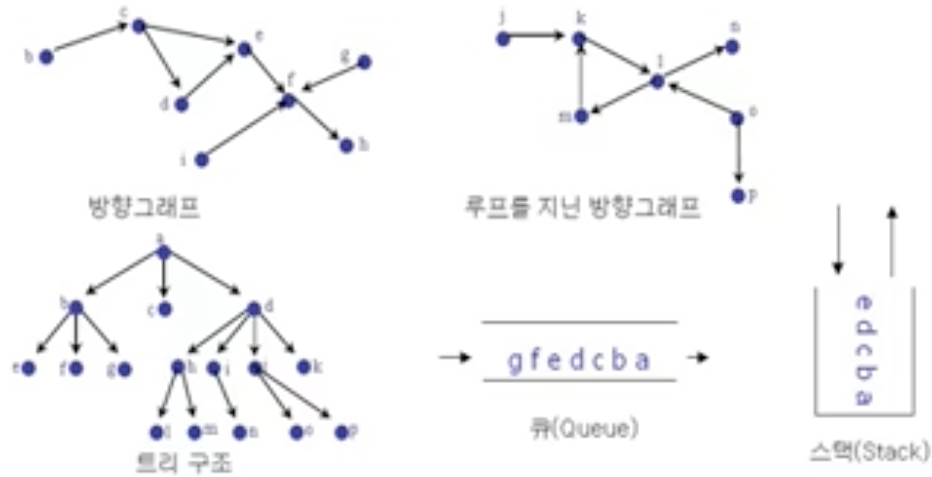 c
b
e
g
d
f
i
h
방향그래프
j
k
n
l
m
o
p
루프를 지닌 방향그래프
a
b
c
d
e
f
g
h
i
j
k
l
m
n
o
p
트리 구조
g f e d c b a
큐(Queue)
e d c b a
스택(Stack)